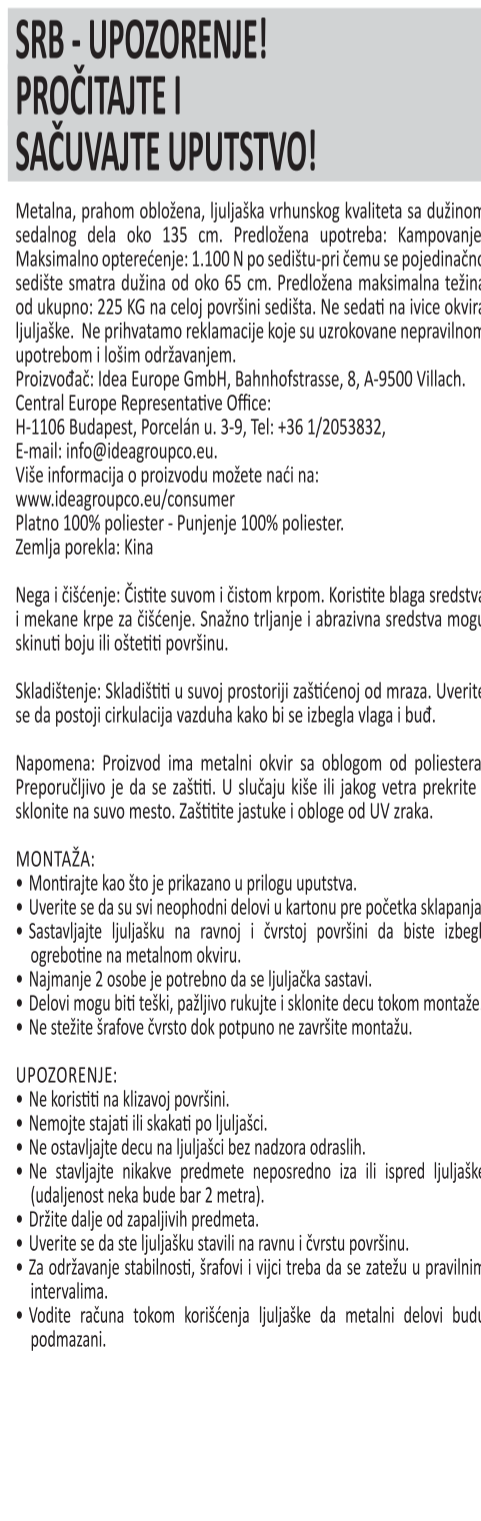 SRB - UPOZORENJE!
PROČITAJTE I
SAČUVAJTE UPUTSTVO!
Metalna, prahom obložena, ljuljaška vrhunskog kvaliteta sa dužinom
sedalnog dela oko 135 cm. Predložena upotreba: Kampovanje
Maksimalno opterećenje: 1.100 N po sedištu-pri čemu se pojedinačno
sedište smatra dužina od oko 65 cm. Predložena maksimalna težina
od ukupno: 225 KG na celoj površini sedišta. Ne sedati na ivice okvira
ljuljaške. Ne prihvatamo reklamacije koje su uzrokovane nepravilnom
upotrebom i lošim održavanjem.
Proizvođač: Idea Europe GmbH, Bahnhofstrasse, 8, A-9500 Villach.
Central Europe Representative Office:
H-1106 Budapest, Porcelán u. 3-9, Tel: +36 1/2053832,
E-mail: info@ideagroupco.eu.
Više informacija o proizvodu možete naći na:
www.ideagroupco.eu/consumer
Platno 100% poliester - Punjenje 100% poliester.
Zemlja porekla: Kina
Nega i čišćenje: Čistite suvom i čistom krpom. Koristite blaga sredstva
i mekane krpe za čišćenje. Snažno trljanje i abrazivna sredstva mogu
skinuti boju ili oštetiti površinu.
Skladištenje: Skladištiti u suvoj prostoriji zaštićenoj od mraza. Uverite
se da postoji cirkulacija vazduha kako bi se izbegla vlaga i buđ.
Napomena: Proizvod ima metalni okvir sa oblogom od poliestera
Preporučljivo je da se zaštiti. U slučaju kiše ili jakog vetra prekrite
sklonite na suvo mesto. Zaštitite jastuke i obloge od UV zraka.
MONTAŽA:
• Montirajte kao što je prikazano u prilogu uputstva.
• Uverite se da su svi neophodni delovi u kartonu pre početka sklapanja
• Sastavljajte ljuljašku na ravnoj i čvrstoj površini da biste izbegl
ogrebotine na metalnom okviru.
• Najmanje 2 osobe je potrebno da se ljuljačka sastavi.
• Delovi mogu biti teški, pažljivo rukujte i sklonite decu tokom montaže
• Ne stežite šrafove čvrsto dok potpuno ne završite montažu.
UPOZORENJE:
• Ne koristiti na klizavoj površini.
• Nemojte stajati ili skakati po ljuljašci.
• Ne ostavljajte decu na ljuljašci bez nadzora odraslih.
• Ne stavljajte nikakve predmete neposredno iza ili ispred ljuljaške
(udaljenost neka bude bar 2 metra).
• Držite dalje od zapaljivih predmeta.
• Uverite se da ste ljuljašku stavili na ravnu i čvrstu površinu.
• Za održavanje stabilnosti, šrafovi i vijci treba da se zatežu u pravilnim
intervalima.
• Vodite računa tokom korišćenja ljuljaške da metalni delovi budu
podmazani.